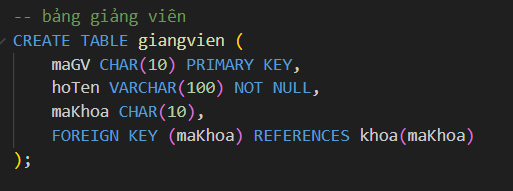 -- bảng giảng viên
CREATE TABLE giangvien (
    maGV CHAR(10) PRIMARY KEY,
    hoTen VARCHAR(100) NOT NULL,
    maKhoa CHAR(10),
    FOREIGN KEY (maKhoa) REFERENCES khoa(maKhoa)
);